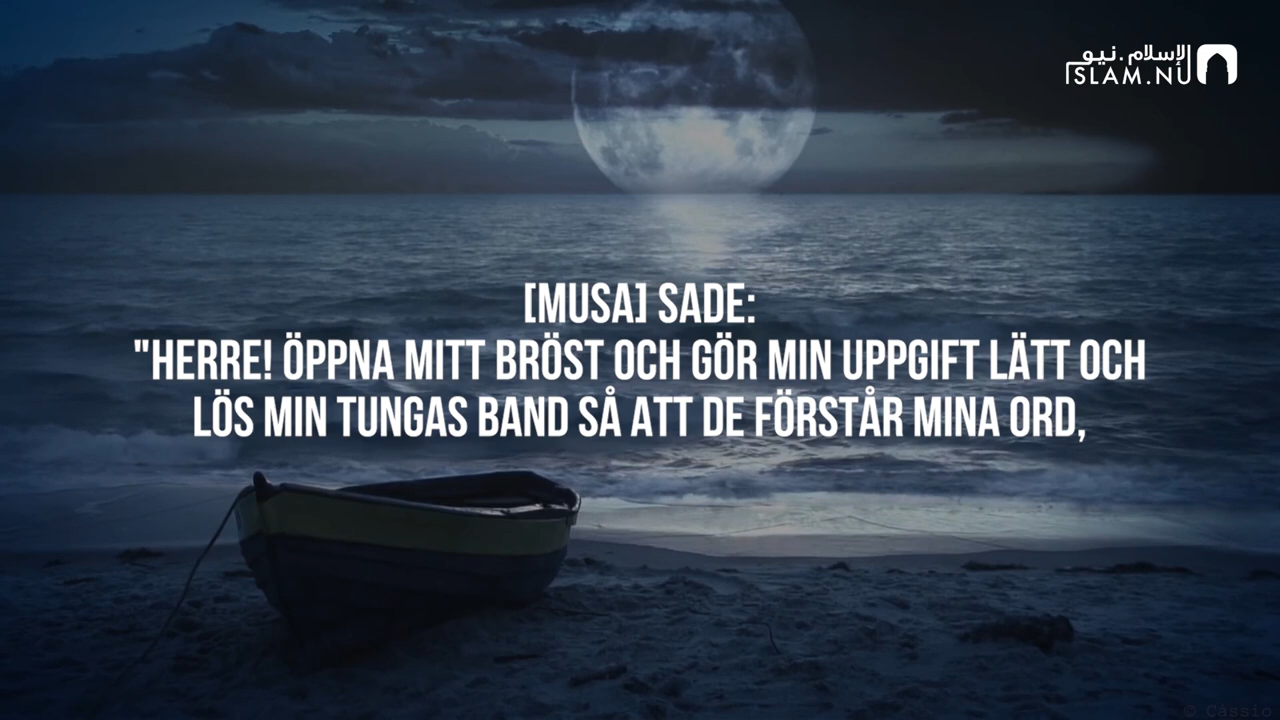 الإسلام.نيو
ISLAM.NU
[MUSA] SADE:
"HERRE! ÖPPNA MITT BRÖST OCH GÖR MIN UPPGIFT LÄTT OCH
LÖS MIN TUNGAS BAND SÅ ATT DE FÖRSTÅR MINA ORD,
© Cássio